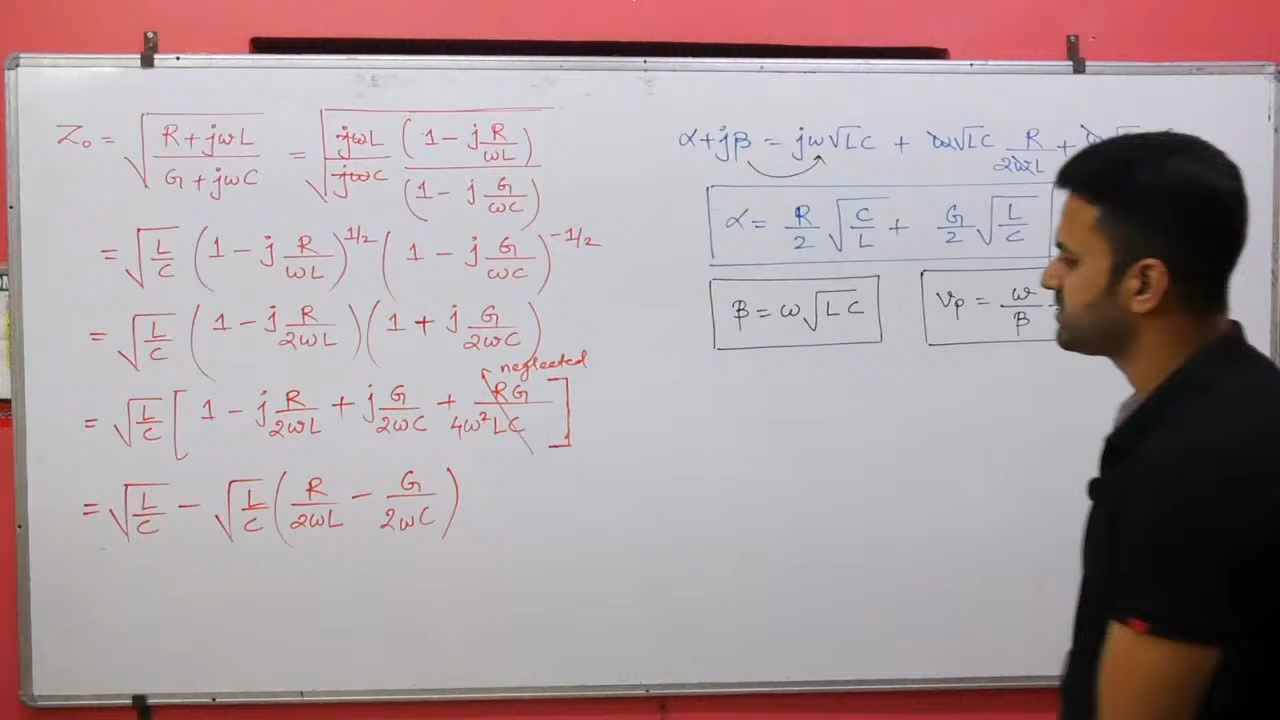 Z₀ = √((R + jωL)/(G + jωC)) = √((jωL/jωC) (1 - j R/ωL)/(1 - j G/ωC))
= √(L/C) (1 - j R/ωL)^1/2 (1 - j G/ωC)^-1/2
= √(L/C) (1 - j R/2ωL)(1 + j G/2ωC)
neglected
= √(L/C) [1 - j R/2ωL + j G/2ωC + RG/4ω²LC]
= √(L/C) - √(L/C) (R/2ωL - G/2ωC)
α + jβ = jω√LC + ω√LC R/2ωL +
α = R/2 √(C/L) + G/2 √(L/C)
β = ω√LC
Vp = ω/β